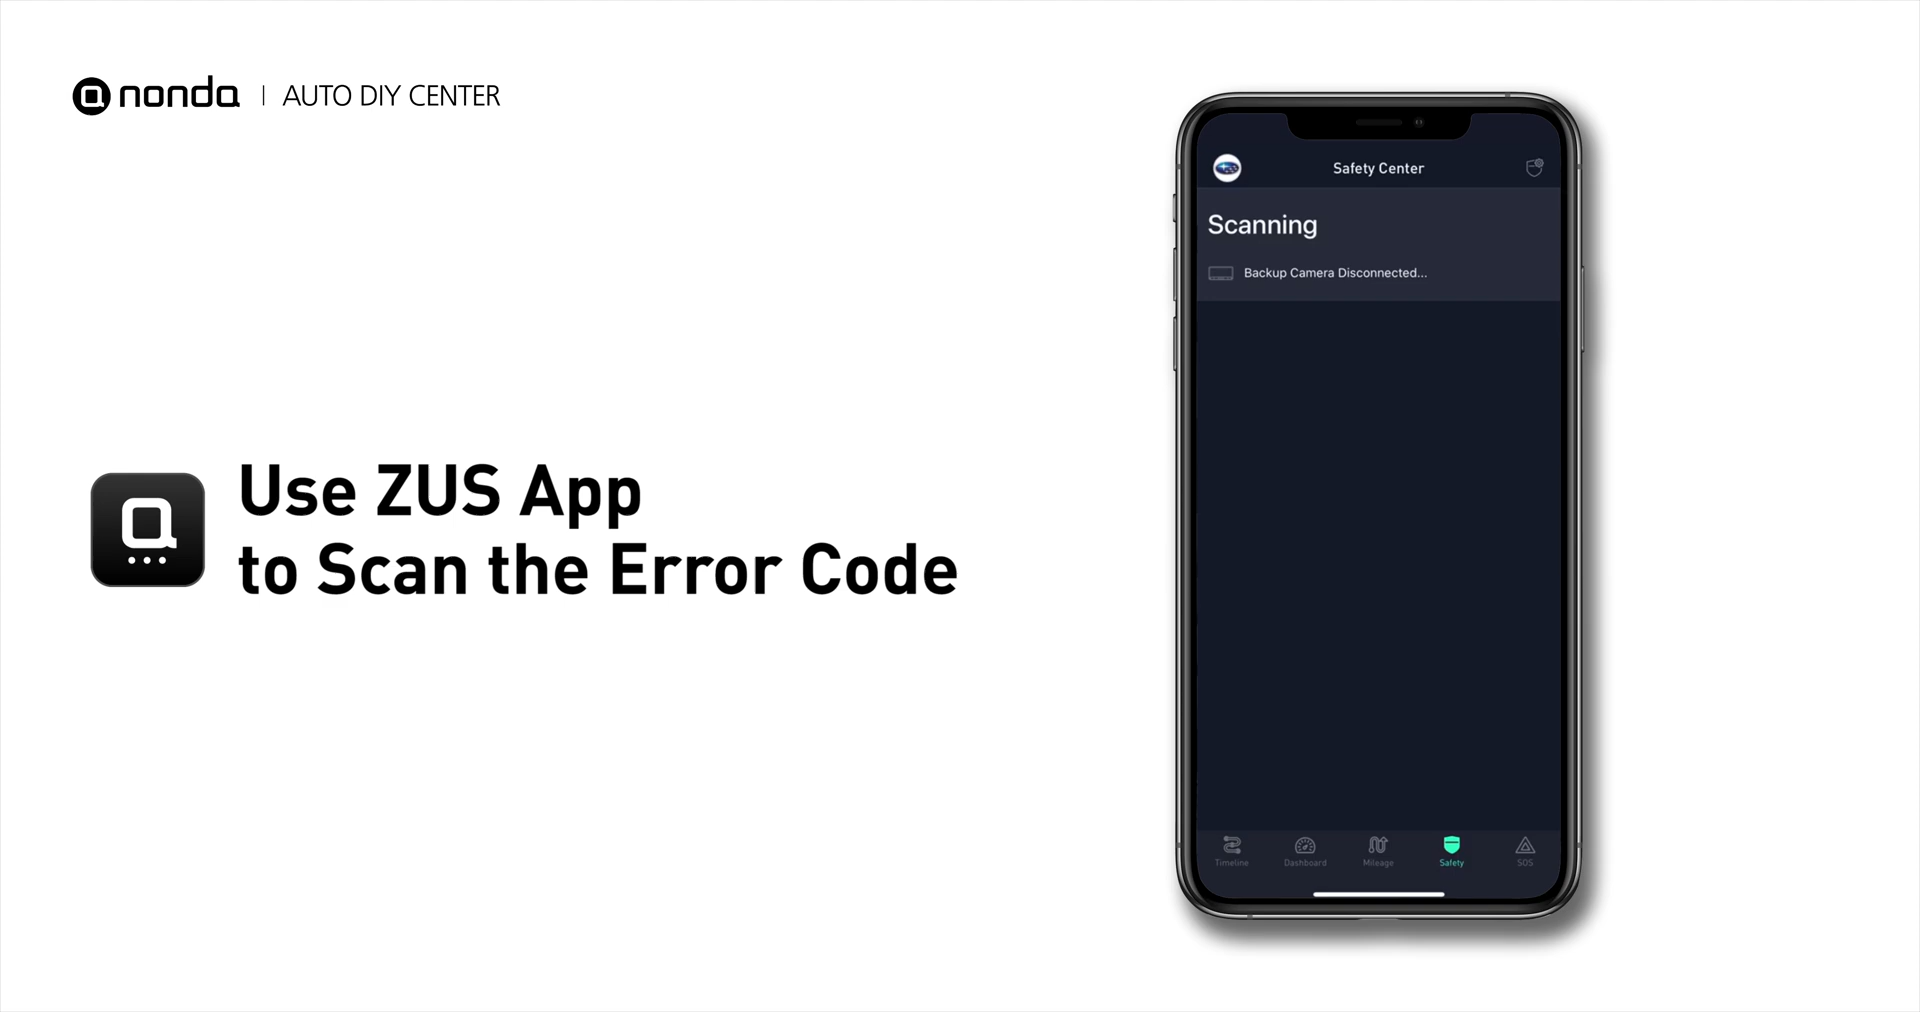 nonda | AUTO DIY CENTER
Use ZUS App
to Scan the Error Code
Safety Center
Scanning
Backup Camera Disconnected...
Timeline
Dashboard
Mileage
Safety
SOS